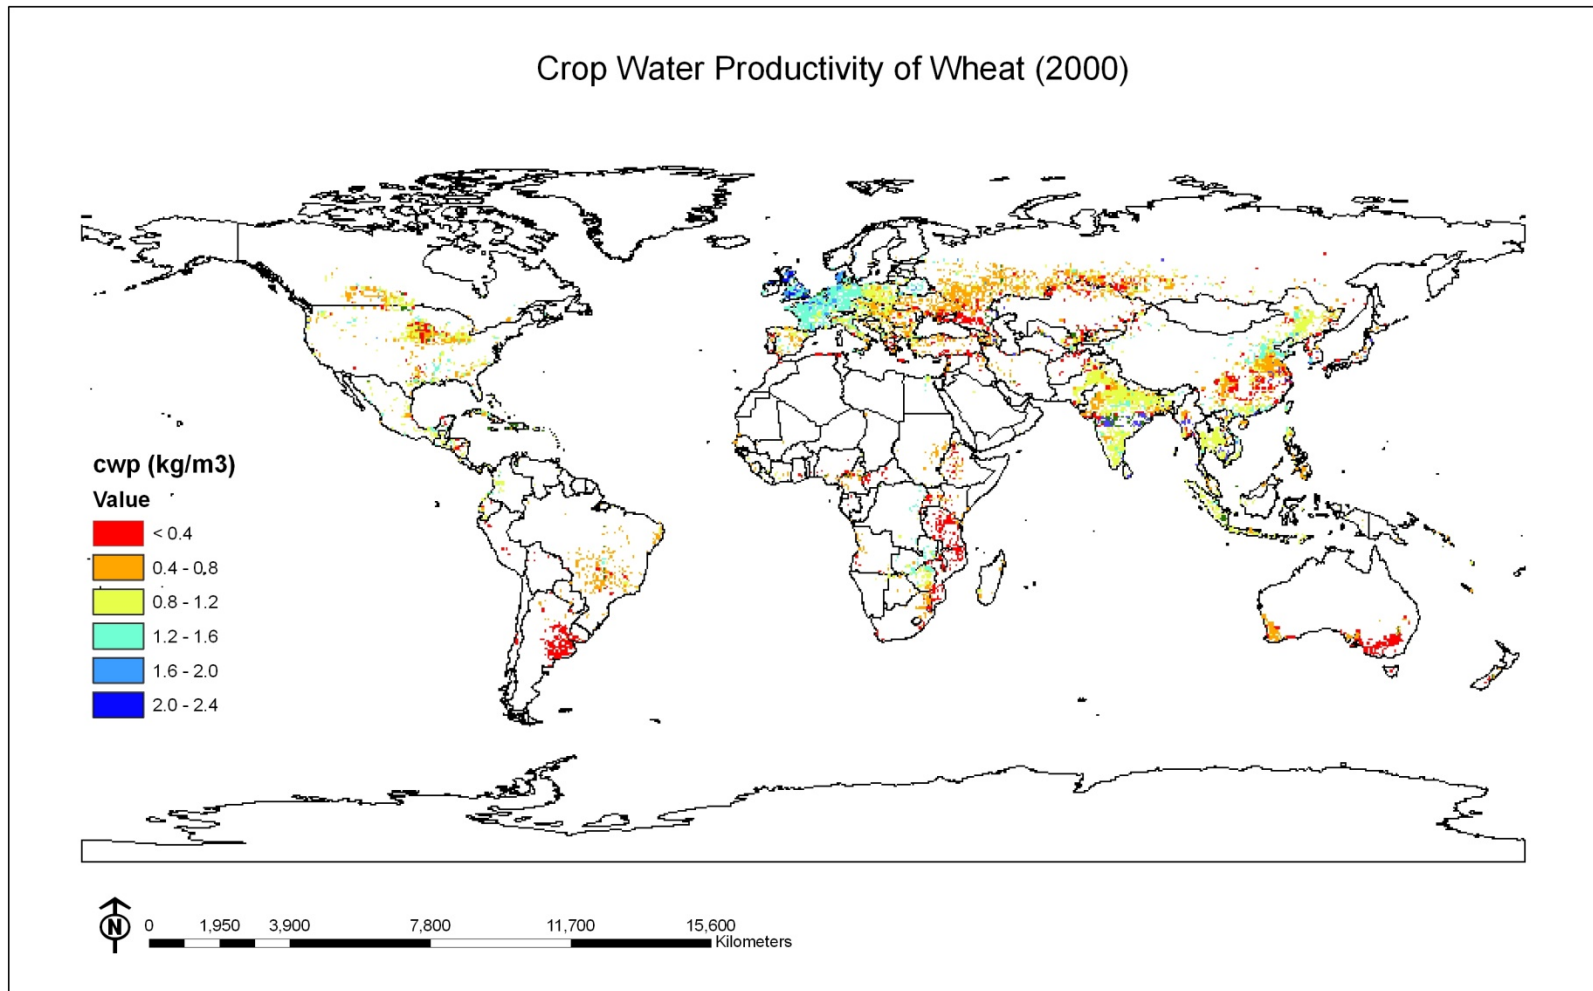 Crop Water Productivity of Wheat (2000)
cwp (kg/m3)
Value
< 0.4
0.4 - 0.8
0.8 - 1.2
1.2 - 1.6
1.6 - 2.0
2.0 - 2.4
N
0 1,950 3,900 7,800 11,700 15,600
Kilometers